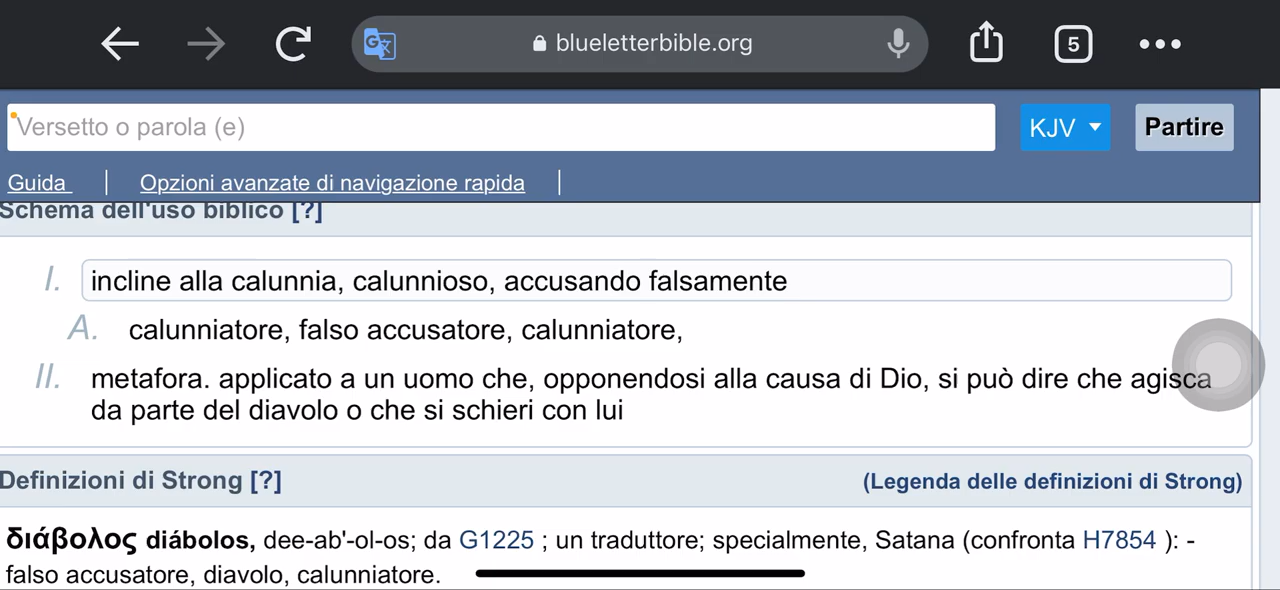 blueletterbible.org
5
Versetto o parola (e)
KJV
Partire
Guida | Opzioni avanzate di navigazione rapida |
Schema dell'uso biblico [?]
I. incline alla calunnia, calunnioso, accusando falsamente
A. calunniatore, falso accusatore, calunniatore,
II. metafora. applicato a un uomo che, opponendosi alla causa di Dio, si può dire che agisca
da parte del diavolo o che si schieri con lui
Definizioni di Strong [?]
(Legenda delle definizioni di Strong)
διάβολος diábolos, dee-ab'-ol-os; da G1225 ; un traduttore; specialmente, Satana (confronta H7854 ): -
falso accusatore, diavolo, calunniatore.